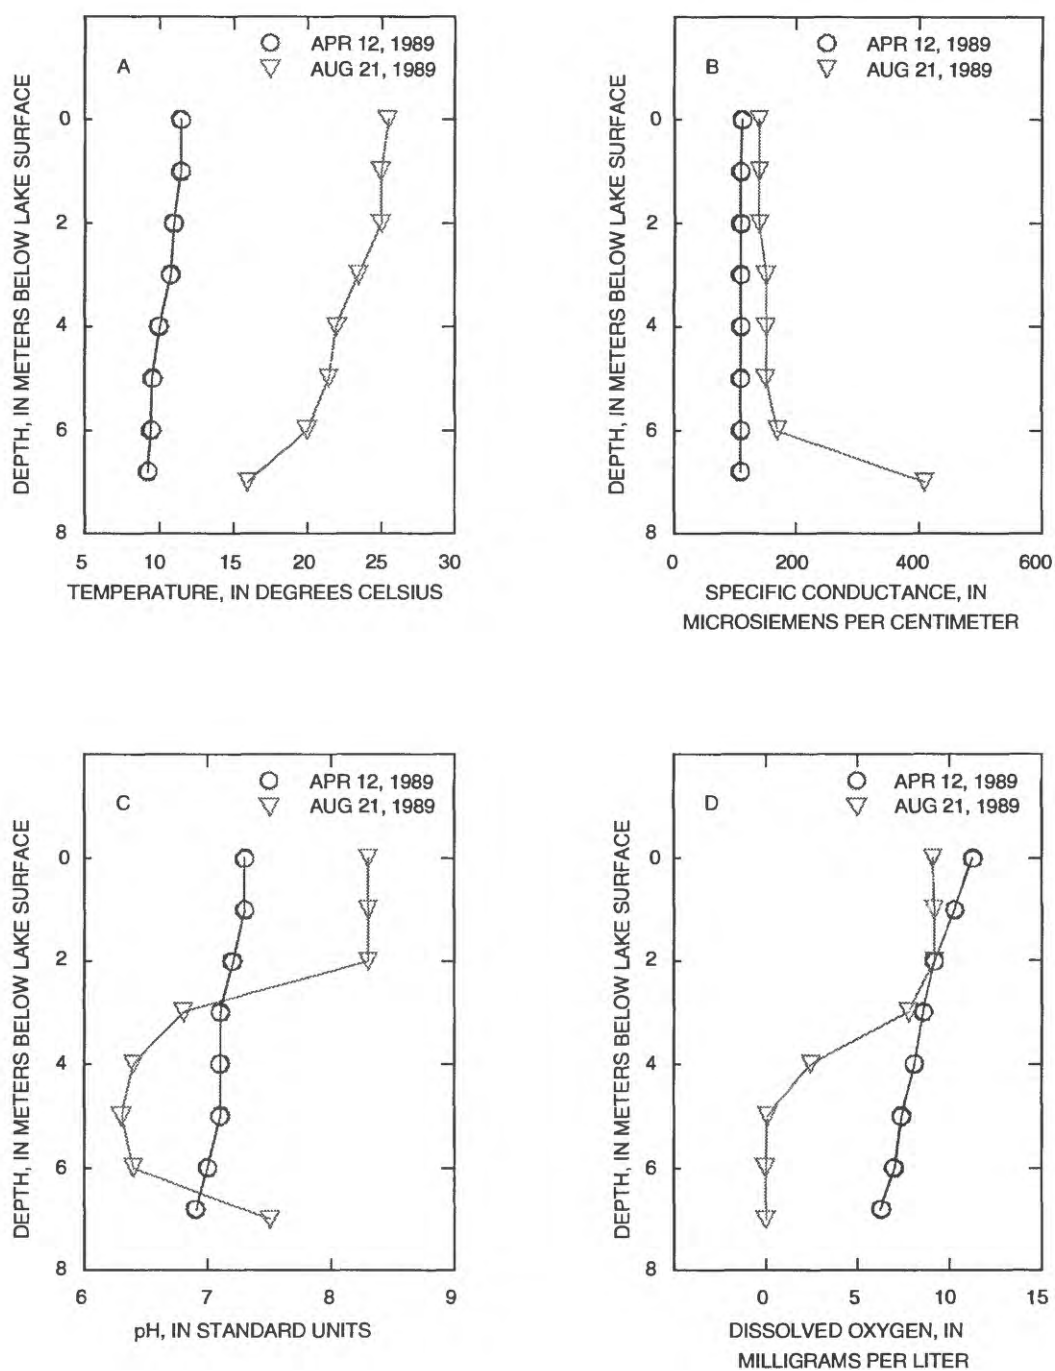 A
APR 12, 1989
AUG 21, 1989
DEPTH, IN METERS BELOW LAKE SURFACE
0
2
4
6
8
5 10 15 20 25 30
TEMPERATURE, IN DEGREES CELSIUS
B
APR 12, 1989
AUG 21, 1989
DEPTH, IN METERS BELOW LAKE SURFACE
0
2
4
6
8
0 200 400 600
SPECIFIC CONDUCTANCE, IN
MICROSIEMENS PER CENTIMETER
C
APR 12, 1989
AUG 21, 1989
DEPTH, IN METERS BELOW LAKE SURFACE
0
2
4
6
8
6 7 8 9
pH, IN STANDARD UNITS
D
APR 12, 1989
AUG 21, 1989
DEPTH, IN METERS BELOW LAKE SURFACE
0
2
4
6
8
0 5 10 15
DISSOLVED OXYGEN, IN
MILLIGRAMS PER LITER